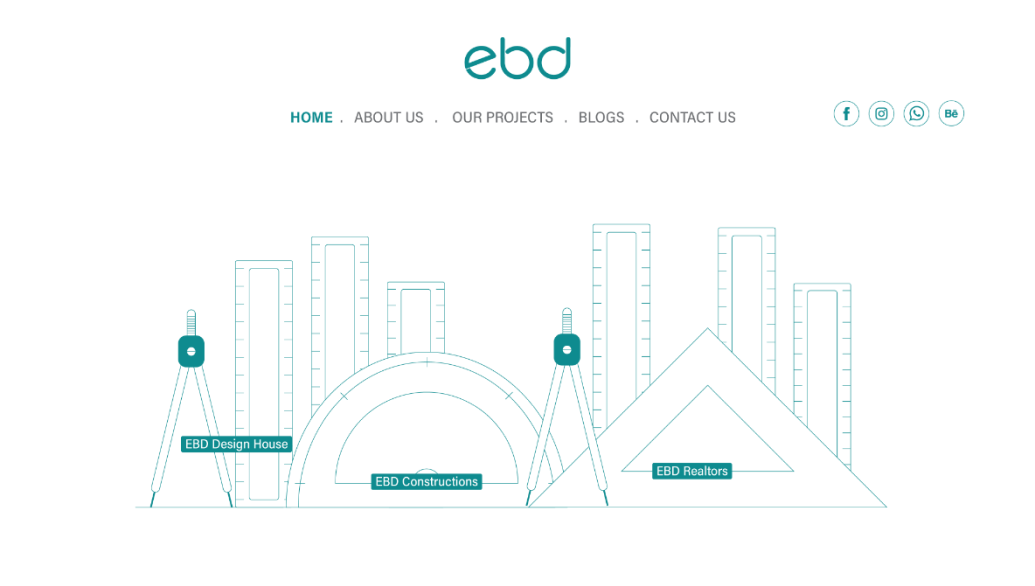 ebd
HOME . ABOUT US . OUR PROJECTS . BLOGS . CONTACT US
Bē
EBD Design House
EBD Constructions
EBD Realtors